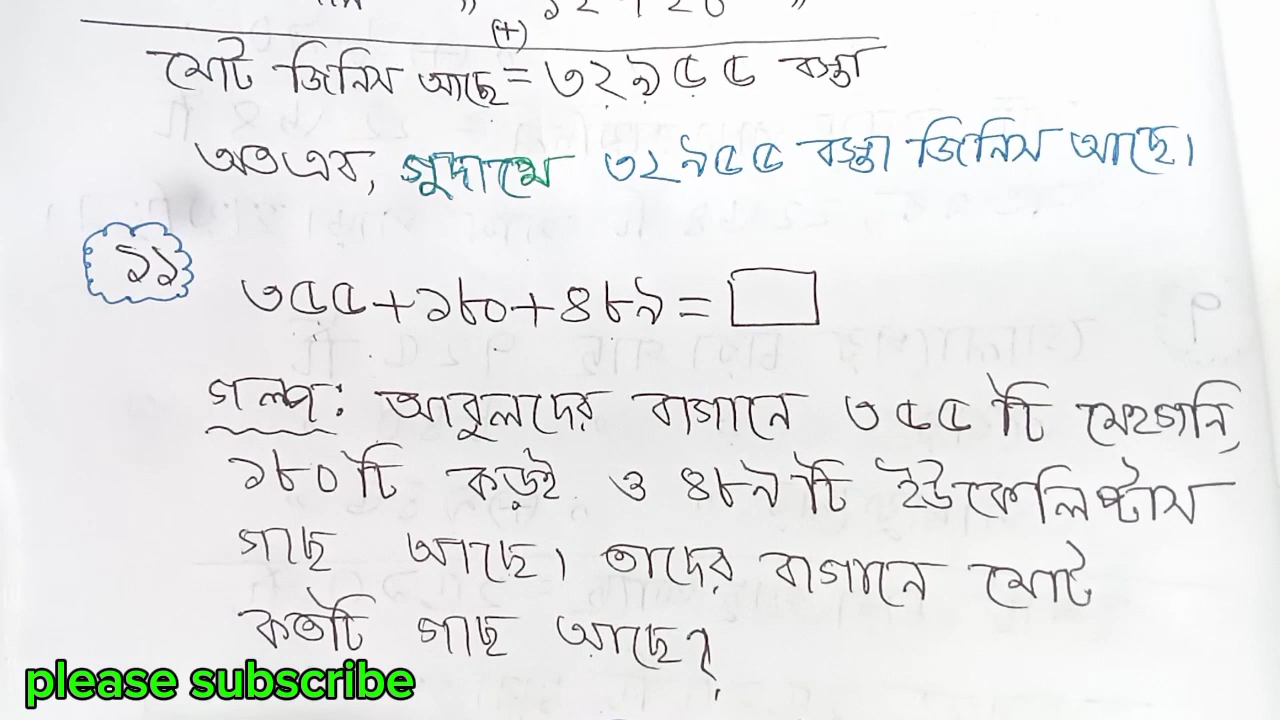 মোট জিনিস আছে = ৩২৯৫৫ বস্তা
(+)
অতএব, গুদামে ৩২৯৫৫ বস্তা জিনিস আছে।
১১
৩৫৫+১৮০+৪৮৯=
গল্প: আবুলদের বাগানে ৩৫৫টি মেহগনি,
১৮০টি কড়ই ও ৪৮৯টি ইউকেলিপ্টাস
গাছ আছে। তাদের বাগানে মোট
কতটি গাছ আছে?
please subscribe